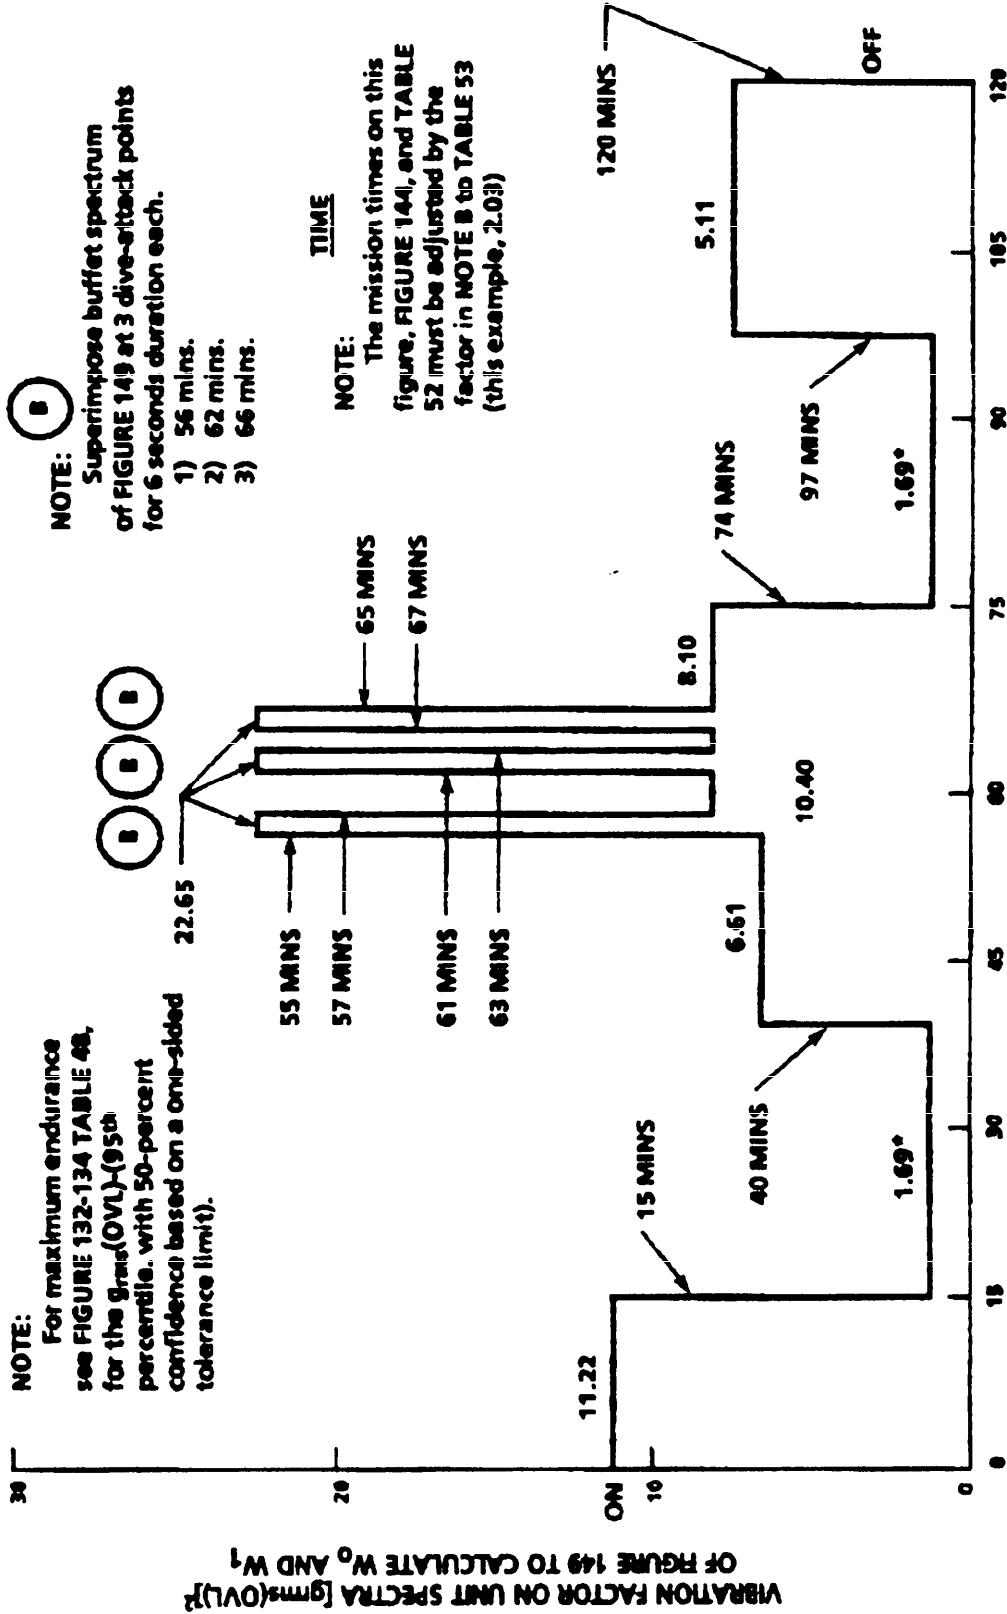 NOTE:
For maximum endurance
see FIGURE 132-134 TABLE 48,
for the grms(OVL)-(95th
percentile. with 50-percent
confidence based on a one-sided
tolerance limit).
B
NOTE:
Superimpose buffet spectrum
of FIGURE 149 at 3 dive-attack points
for 6 seconds duration each.
1) 56 mins.
2) 62 mins.
3) 66 mins.
TIME
NOTE:
The mission times on this
figure, FIGURE 144, and TABLE
52 must be adjusted by the
factor in NOTE B to TABLE 53
(this example, 2.03)
B
B
B
22.65
55 MINS
57 MINS
61 MINS
63 MINS
65 MINS
67 MINS
120 MINS
OFF
11.22
15 MINS
40 MINS
1.69*
6.61
10.40
8.10
74 MINS
97 MINS
1.69*
5.11
30
20
ON
10
0
0
15
30
45
60
75
90
105
120
VIBRATION FACTOR ON UNIT SPECTRA [grms(OVL)]²
OF FIGURE 149 TO CALCULATE W₀ AND W₁